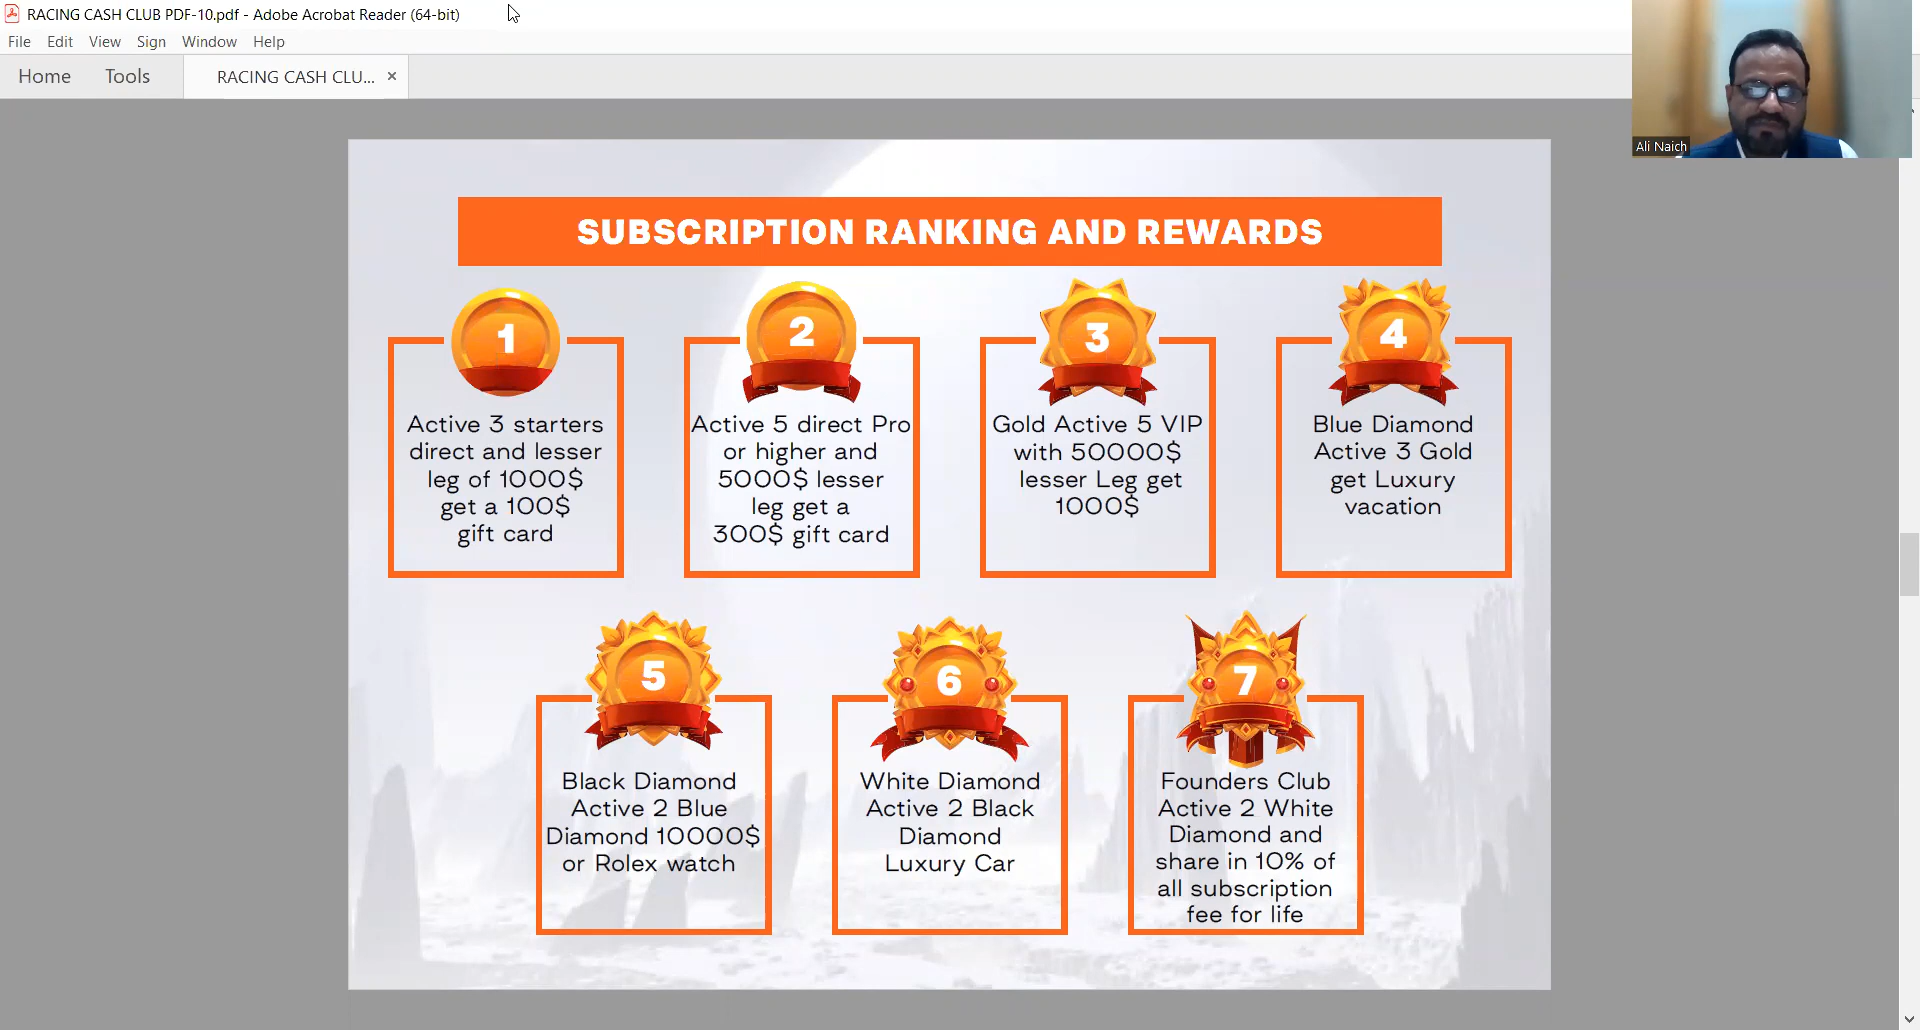 RACING CASH CLUB PDF-10.pdf - Adobe Acrobat Reader (64-bit)
File Edit View Sign Window Help
Home Tools RACING CASH CLU... ×
Ali Naich
SUBSCRIPTION RANKING AND REWARDS
1
Active 3 starters
direct and lesser
leg of 1000$
get a 100$
gift card
2
Active 5 direct Pro
or higher and
5000$ lesser
leg get a
300$ gift card
3
Gold Active 5 VIP
with 50000$
lesser Leg get
1000$
4
Blue Diamond
Active 3 Gold
get Luxury
vacation
5
Black Diamond
Active 2 Blue
Diamond 10000$
or Rolex watch
6
White Diamond
Active 2 Black
Diamond
Luxury Car
7
Founders Club
Active 2 White
Diamond and
share in 10% of
all subscription
fee for life